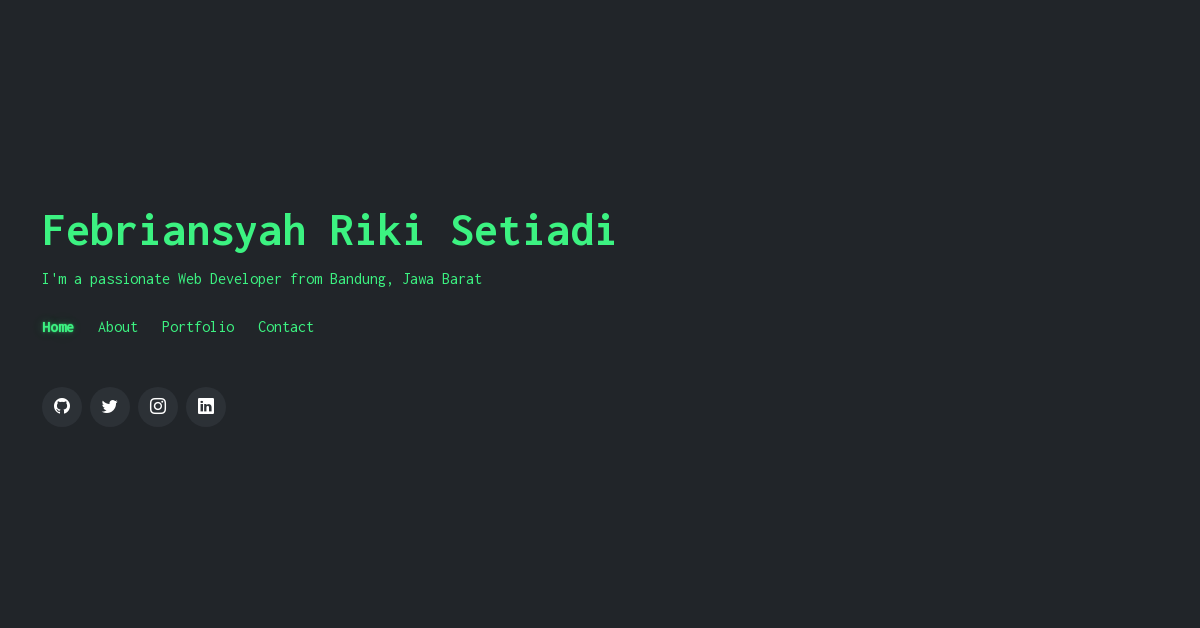 Febriansyah Riki Setiadi
I'm a passionate Web Developer from Bandung, Jawa Barat
Home About Portfolio Contact